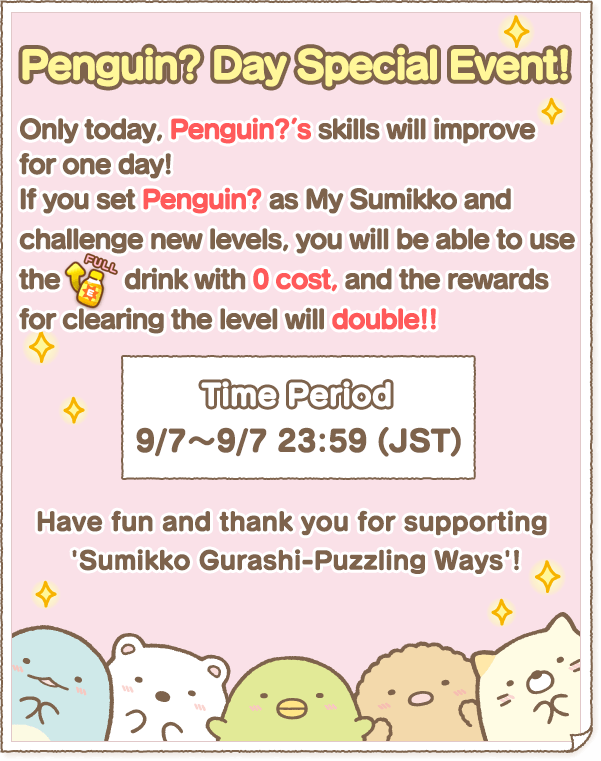 Penguin? Day Special Event!
Only today, Penguin?'s skills will improve
for one day!
If you set Penguin? as My Sumikko and
challenge new levels, you will be able to use
the FULL drink with 0 cost, and the rewards
for clearing the level will double!!
Time Period
9/7～9/7 23:59 (JST)
Have fun and thank you for supporting
'Sumikko Gurashi-Puzzling Ways'!